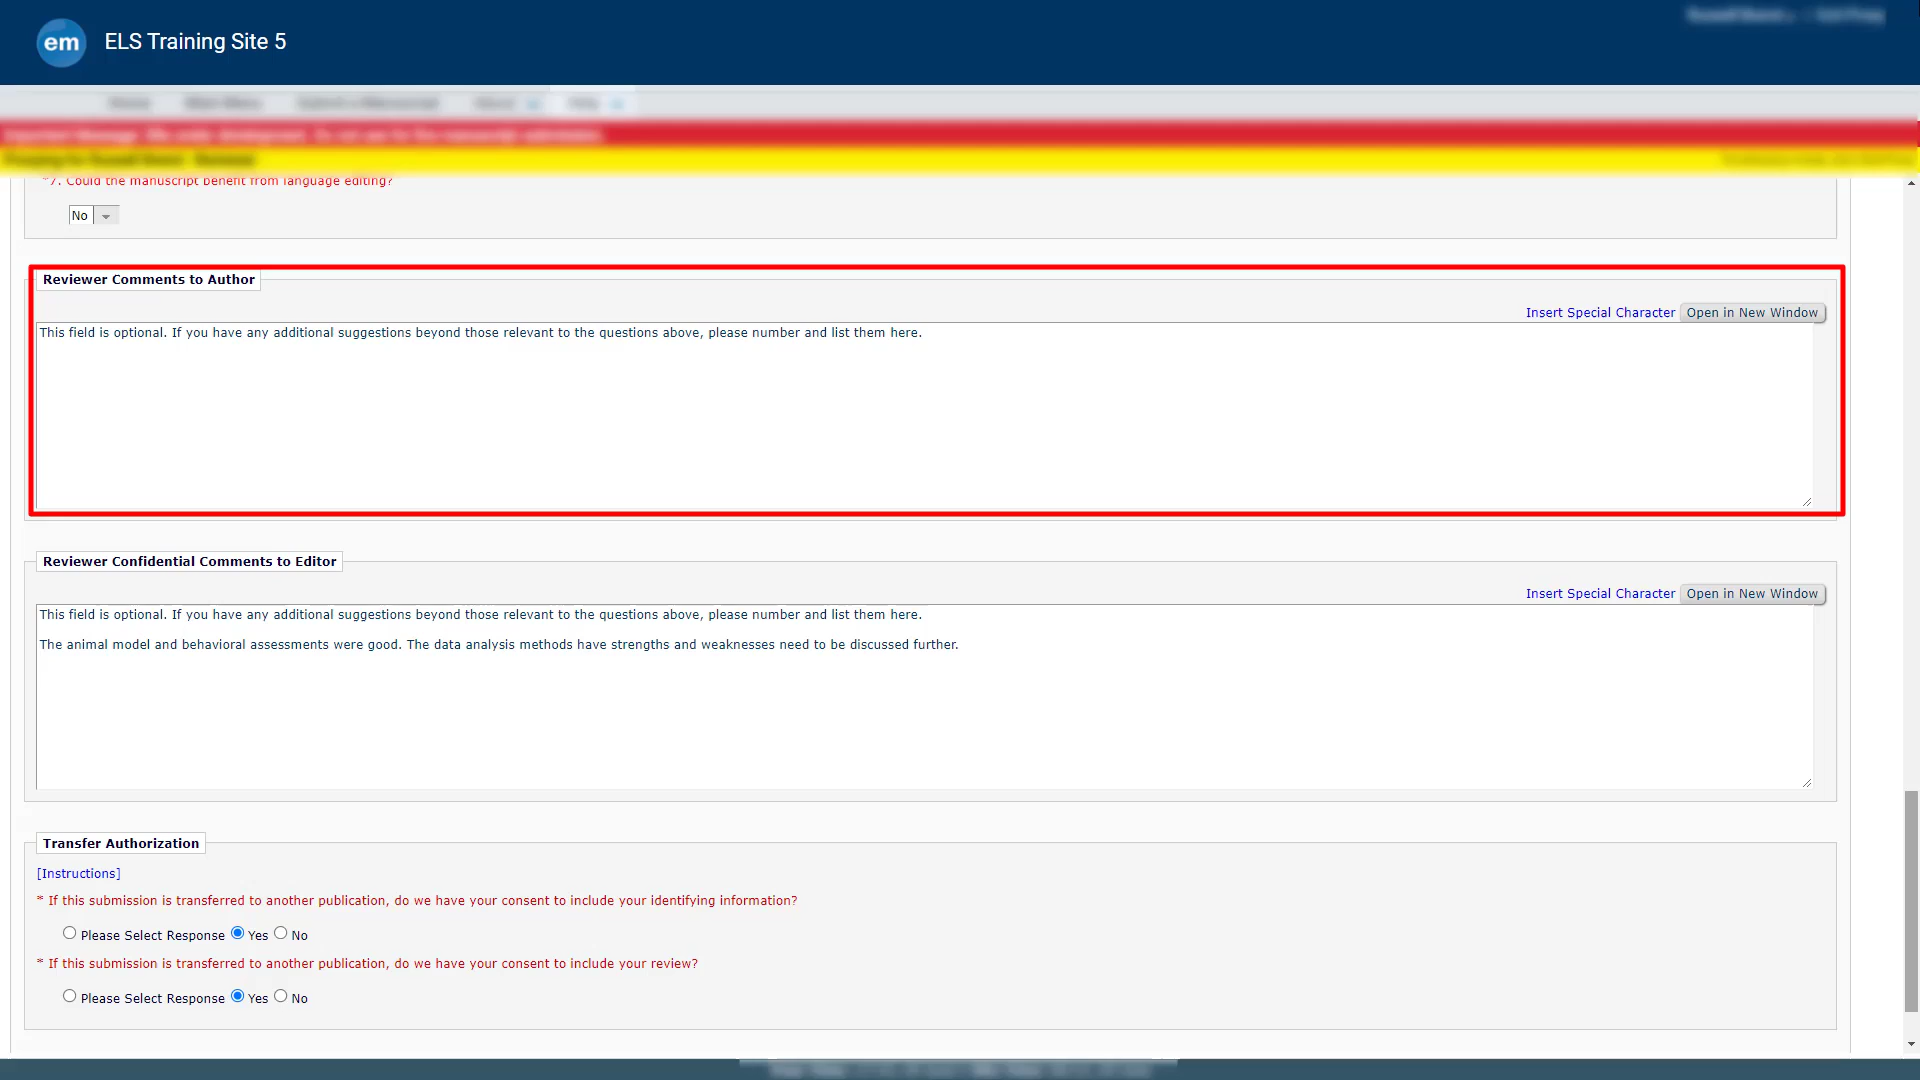 em
ELS Training Site 5
*7. Could the manuscript benefit from language editing?
No
Reviewer Comments to Author
Insert Special Character Open in New Window
This field is optional. If you have any additional suggestions beyond those relevant to the questions above, please number and list them here.
Reviewer Confidential Comments to Editor
Insert Special Character Open in New Window
This field is optional. If you have any additional suggestions beyond those relevant to the questions above, please number and list them here.
The animal model and behavioral assessments were good. The data analysis methods have strengths and weaknesses need to be discussed further.
Transfer Authorization
[Instructions]
* If this submission is transferred to another publication, do we have your consent to include your identifying information?
Please Select Response Yes No
* If this submission is transferred to another publication, do we have your consent to include your review?
Please Select Response Yes No